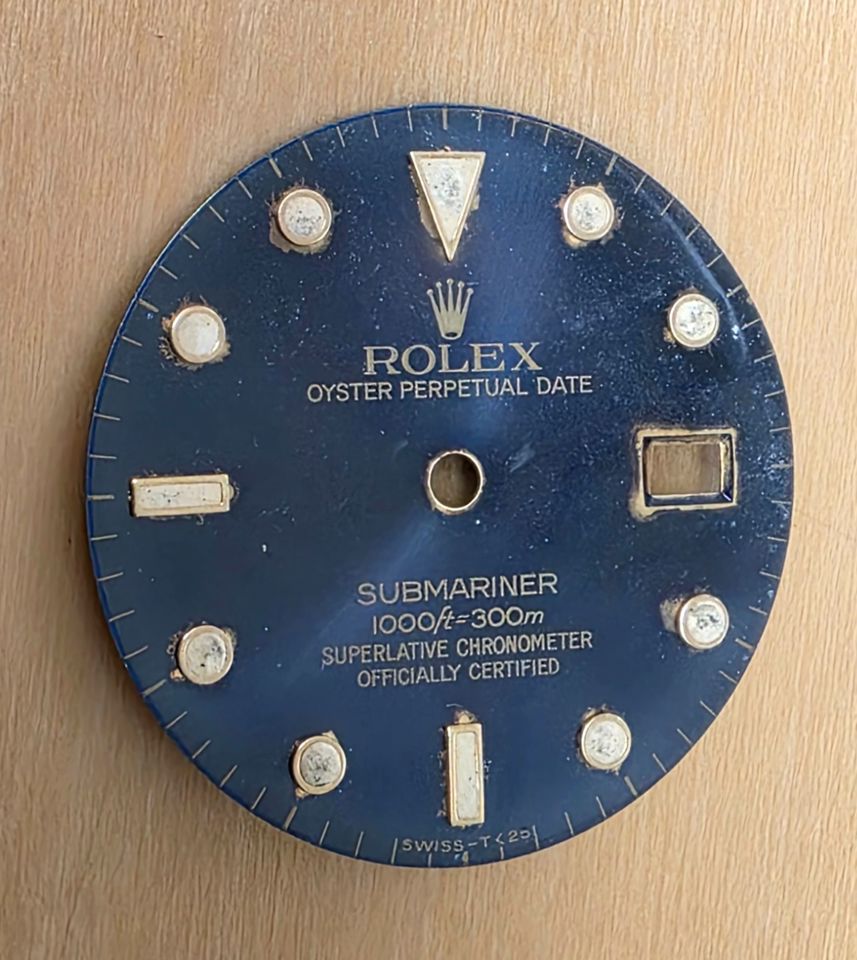 ROLEX
OYSTER PERPETUAL DATE
SUBMARINER
1000ft=300m
SUPERLATIVE CHRONOMETER
OFFICIALLY CERTIFIED
SWISS-T<25